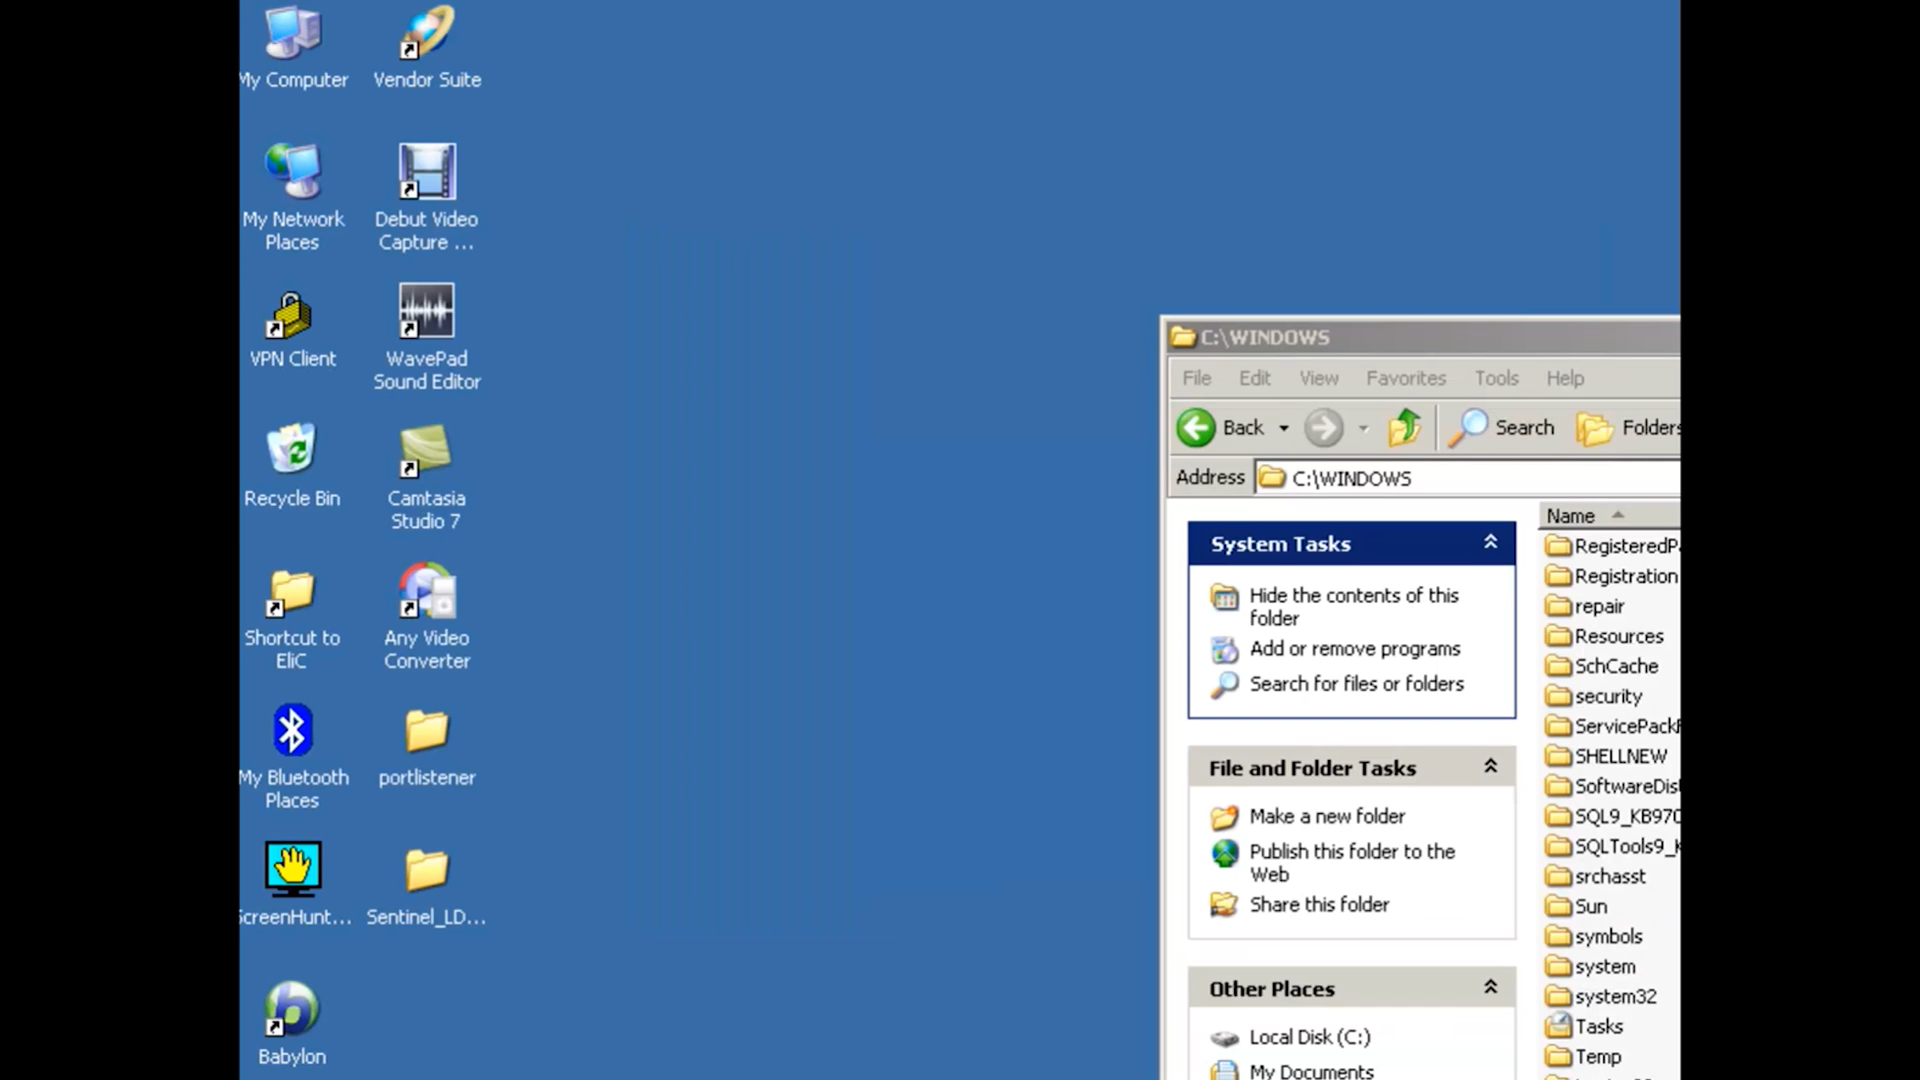 My Computer
Vendor Suite
My Network
Places
Debut Video
Capture ...
VPN Client
WavePad
Sound Editor
Recycle Bin
Camtasia
Studio 7
Shortcut to
EliC
Any Video
Converter
My Bluetooth
Places
portlistener
ScreenHunt...
Sentinel_LD...
Babylon
C:\WINDOWS
File Edit View Favorites Tools Help
Back Search Folders
Address C:\WINDOWS
System Tasks
Hide the contents of this
folder
Add or remove programs
Search for files or folders
File and Folder Tasks
Make a new folder
Publish this folder to the
Web
Share this folder
Other Places
Local Disk (C:)
My Documents
Name
RegisteredPa
Registration
repair
Resources
SchCache
security
ServicePackF
SHELLNEW
SoftwareDist
SQL9_KB970
SQLTools9_K
srchasst
Sun
symbols
system
system32
Tasks
Temp